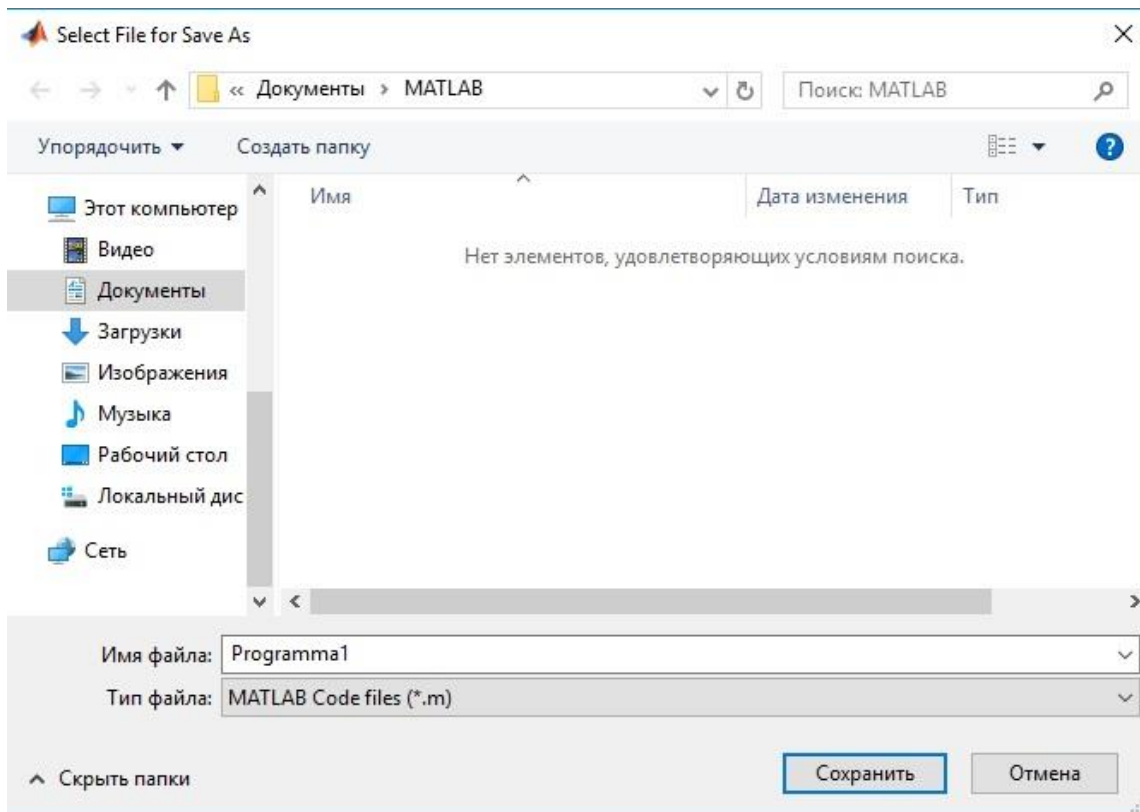 Select File for Save As
« Документы › MATLAB
Поиск: MATLAB
Упорядочить
Создать папку
Этот компьютер
Видео
Документы
Загрузки
Изображения
Музыка
Рабочий стол
Локальный дис
Сеть
Имя
Дата изменения
Тип
Нет элементов, удовлетворяющих условиям поиска.
Имя файла: Programma1
Тип файла: MATLAB Code files (*.m)
Скрыть папки
Сохранить
Отмена